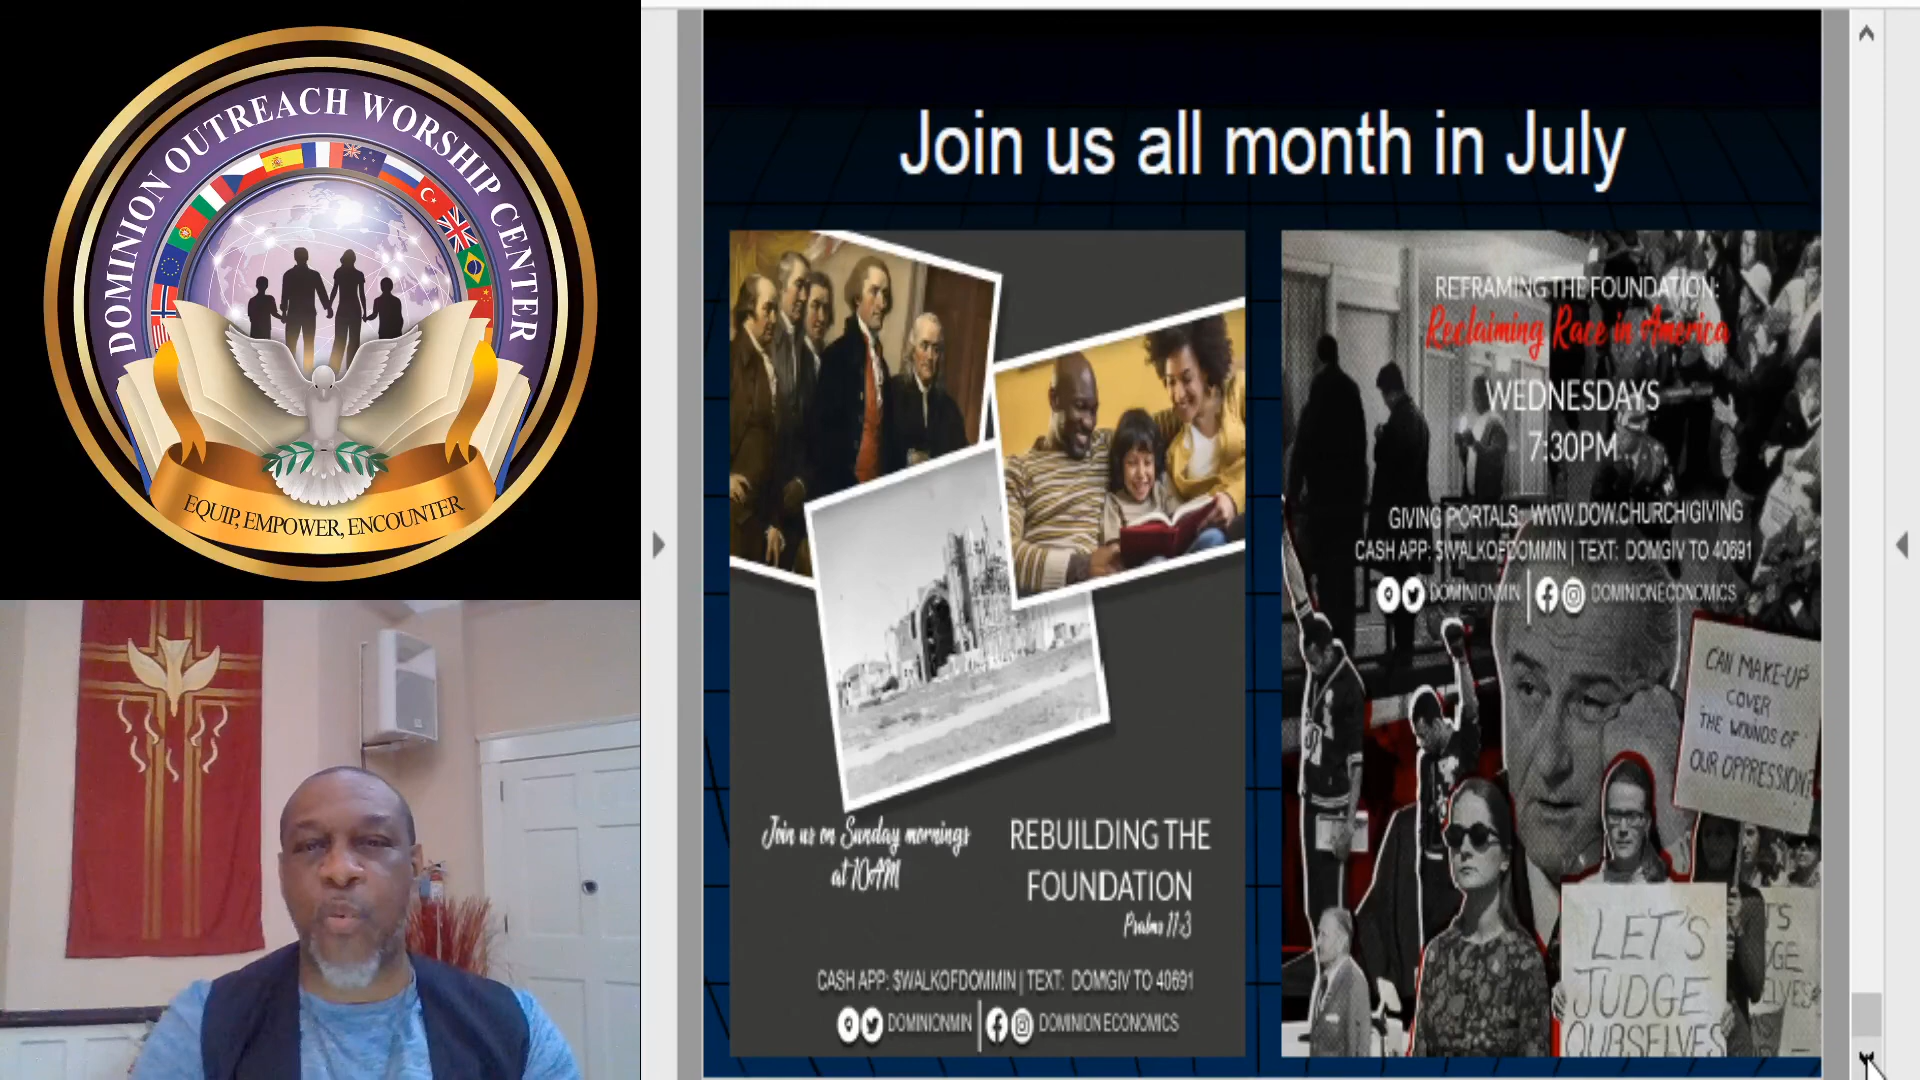 DOMINION OUTREACH WORSHIP CENTER
EQUIP, EMPOWER, ENCOUNTER
Join us all month in July
Join us on Sunday mornings
at 10AM
REBUILDING THE
FOUNDATION
Psalms 11:3
CASH APP: $WALKOFDOMMIN | TEXT: DOMGIV TO 40691
DOMINIONMIN
DOMINIONECONOMICS
REFRAMING THE FOUNDATION:
Reclaiming Race in America
WEDNESDAYS
7:30PM
GIVING PORTALS: WWW.DOW.CHURCH/GIVING
CASH APP: $WALKOFDOMMIN | TEXT: DOMGIV TO 40691
DOMINIONMIN
DOMINIONECONOMICS
CAN MAKE-UP
COVER
THE WOUNDS OF
OUR OPPRESSION?
LET'S
JUDGE
OURSELVES